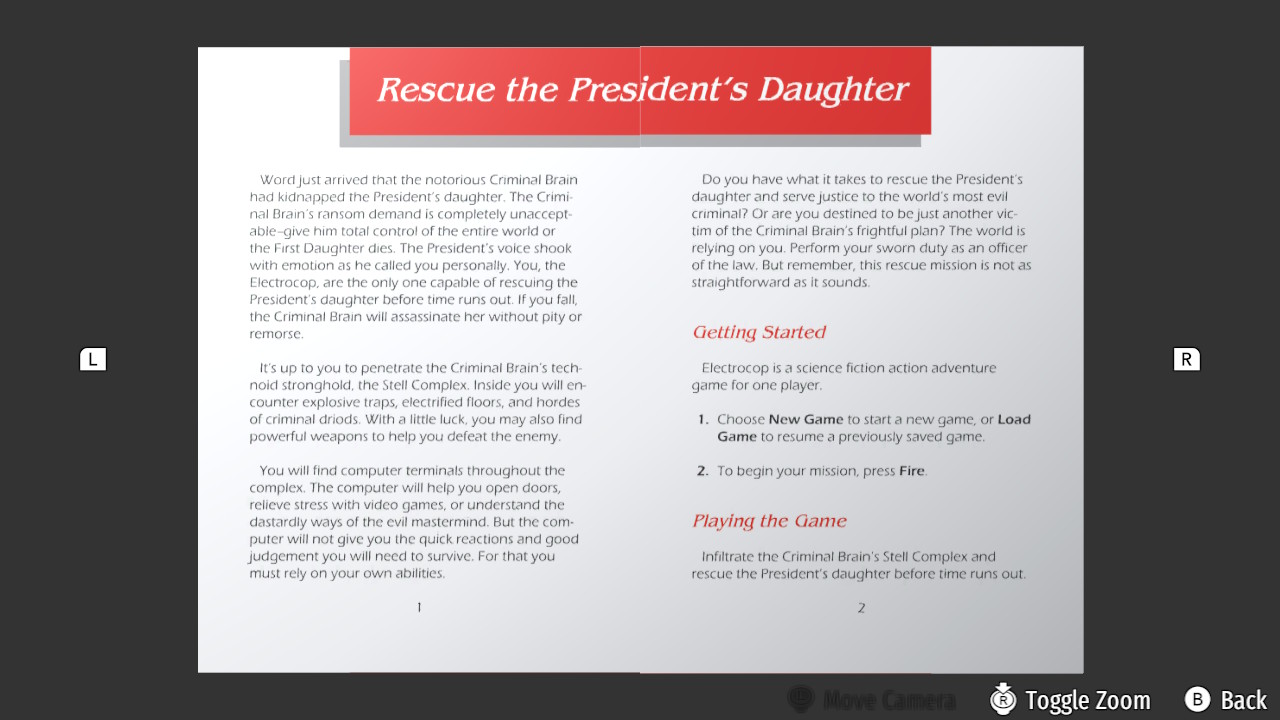 Rescue the President's Daughter
Word just arrived that the notorious Criminal Brain
had kidnapped the President's daughter. The Crimi-
nal Brain's ransom demand is completely unaccept-
able–give him total control of the entire world or
the First Daughter dies. The President's voice shook
with emotion as he called you personally. You, the
Electrocop, are the only one capable of rescuing the
President's daughter before time runs out. If you fall,
the Criminal Brain will assassinate her without pity or
remorse.
It's up to you to penetrate the Criminal Brain's tech-
noid stronghold, the Stell Complex. Inside you will en-
counter explosive traps, electrified floors, and hordes
of criminal driods. With a little luck, you may also find
powerful weapons to help you defeat the enemy.
You will find computer terminals throughout the
complex. The computer will help you open doors,
relieve stress with video games, or understand the
dastardly ways of the evil mastermind. But the com-
puter will not give you the quick reactions and good
judgement you will need to survive. For that you
must rely on your own abilities.
1
Do you have what it takes to rescue the President's
daughter and serve justice to the world's most evil
criminal? Or are you destined to be just another vic-
tim of the Criminal Brain's frightful plan? The world is
relying on you. Perform your sworn duty as an officer
of the law. But remember, this rescue mission is not as
straightforward as it sounds.
Getting Started
Electrocop is a science fiction action adventure
game for one player.
1. Choose New Game to start a new game, or Load
Game to resume a previously saved game.
2. To begin your mission, press Fire.
Playing the Game
Infiltrate the Criminal Brain's Stell Complex and
rescue the President's daughter before time runs out.
2
L
R
Move Camera
R Toggle Zoom
B Back